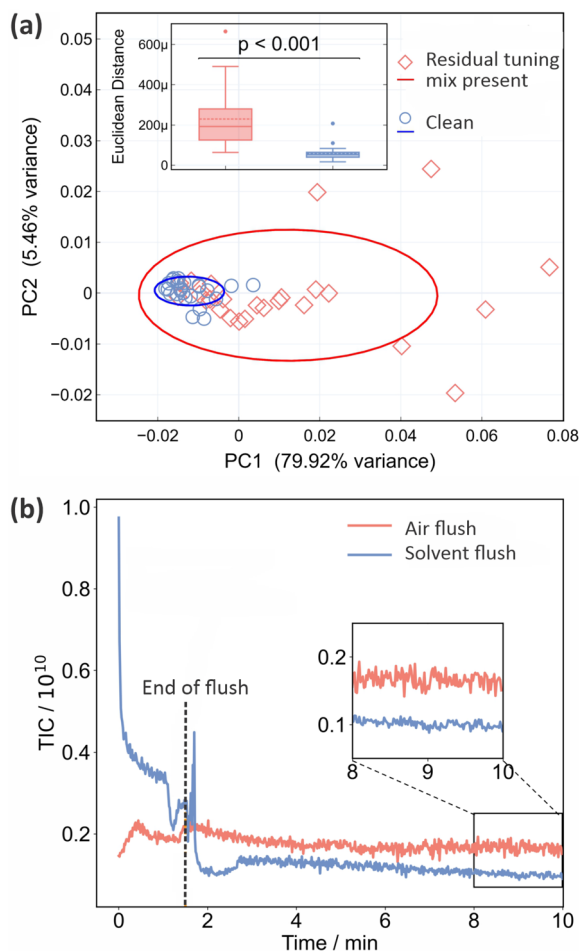 (a)
0.05
0.04
0.03
0.02
0.01
0
−0.01
−0.02
PC2 (5.46% variance)
−0.02 0 0.02 0.04 0.06 0.08
PC1 (79.92% variance)
Euclidean Distance
600µ
400µ
200µ
0
p < 0.001
Residual tuning
mix present
Clean
(b)
1.0
0.8
0.6
0.4
0.2
TIC / 10¹⁰
0 2 4 6 8 10
Time / min
Air flush
Solvent flush
End of flush
0.2
0.1
8 9 10